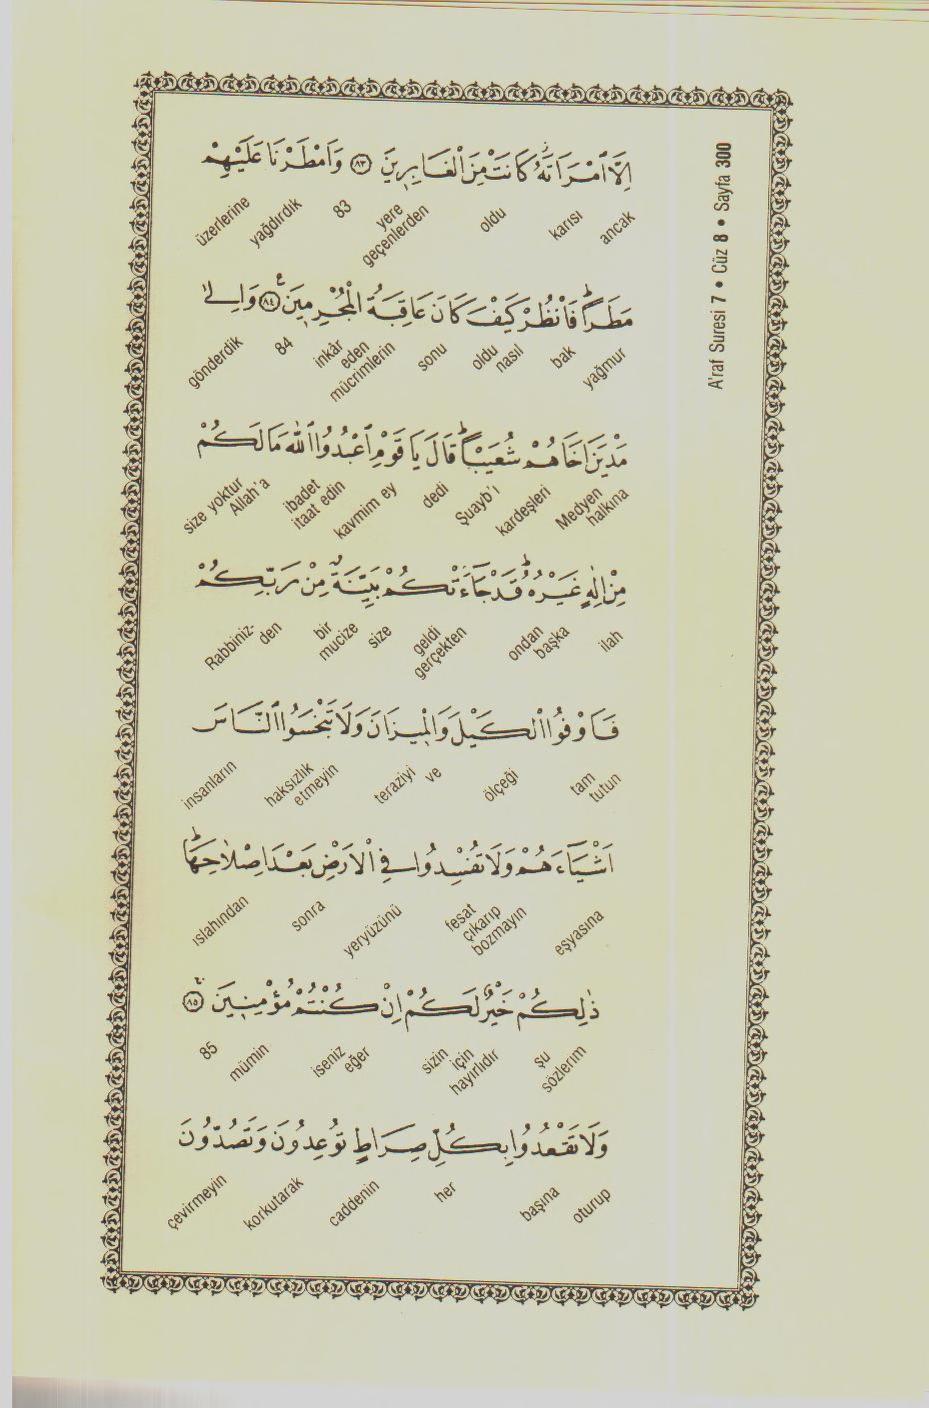 A'raf Suresi 7 • Cüz 8 • Sayfa 300
اِلَّا امْرَاَتَهُۘ كَانَتْ مِنَ الْغَابِرٖينَ ﴿٨٣﴾ وَاَمْطَرْنَا عَلَيْهِمْ
ancak karısı oldu yere geçenlerden 83 yağdırdık üzerlerine
مَطَرًاؕ فَانْظُرْ كَيْفَ كَانَ عَاقِبَةُ الْمُجْرِمٖينَ ﴿٨٤﴾ وَاِلٰى
yağmur bak nasıl oldu sonu inkâr eden mücrimlerin 84 gönderdik
مَدْيَنَ اَخَاهُمْ شُعَيْبًاؕ قَالَ يَا قَوْمِ اعْبُدُوا اللّٰهَ مَا لَكُمْ
Medyen halkına kardeşleri Şuayb'ı dedi kavmim ey ibadet itaat edin Allah'a size yoktur
مِنْ اِلٰهٍ غَيْرُهُؕ قَدْ جَٓاءَتْكُمْ بَيِّنَةٌ مِنْ رَبِّكُمْ
ilah ondan başka geldi gerçekten size bir mucize den Rabbiniz-
فَاَوْفُوا الْكَيْلَ وَالْمٖيزَانَ وَلَا تَبْخَسُوا النَّاسَ
tam tutun ölçeği ve teraziyi haksızlık etmeyin insanların
اَشْيَٓاءَهُمْ وَلَا تُفْسِدُوا فِي الْاَرْضِ بَعْدَ اِصْلَاحِهَاؕ
eşyasına fesat çıkarıp bozmayın yeryüzünü sonra ıslahından
ذٰلِكُمْ خَيْرٌ لَكُمْ اِنْ كُنْتُمْ مُؤْمِنٖينَ ﴿٨٥﴾
şu sözlerim sizin için hayırlıdır eğer iseniz mümin 85
وَلَا تَقْعُدُوا بِكُلِّ صِرَاطٍ تُوعِدُونَ وَتَصُدُّونَ
oturup başına her caddenin korkutarak çevirmeyin